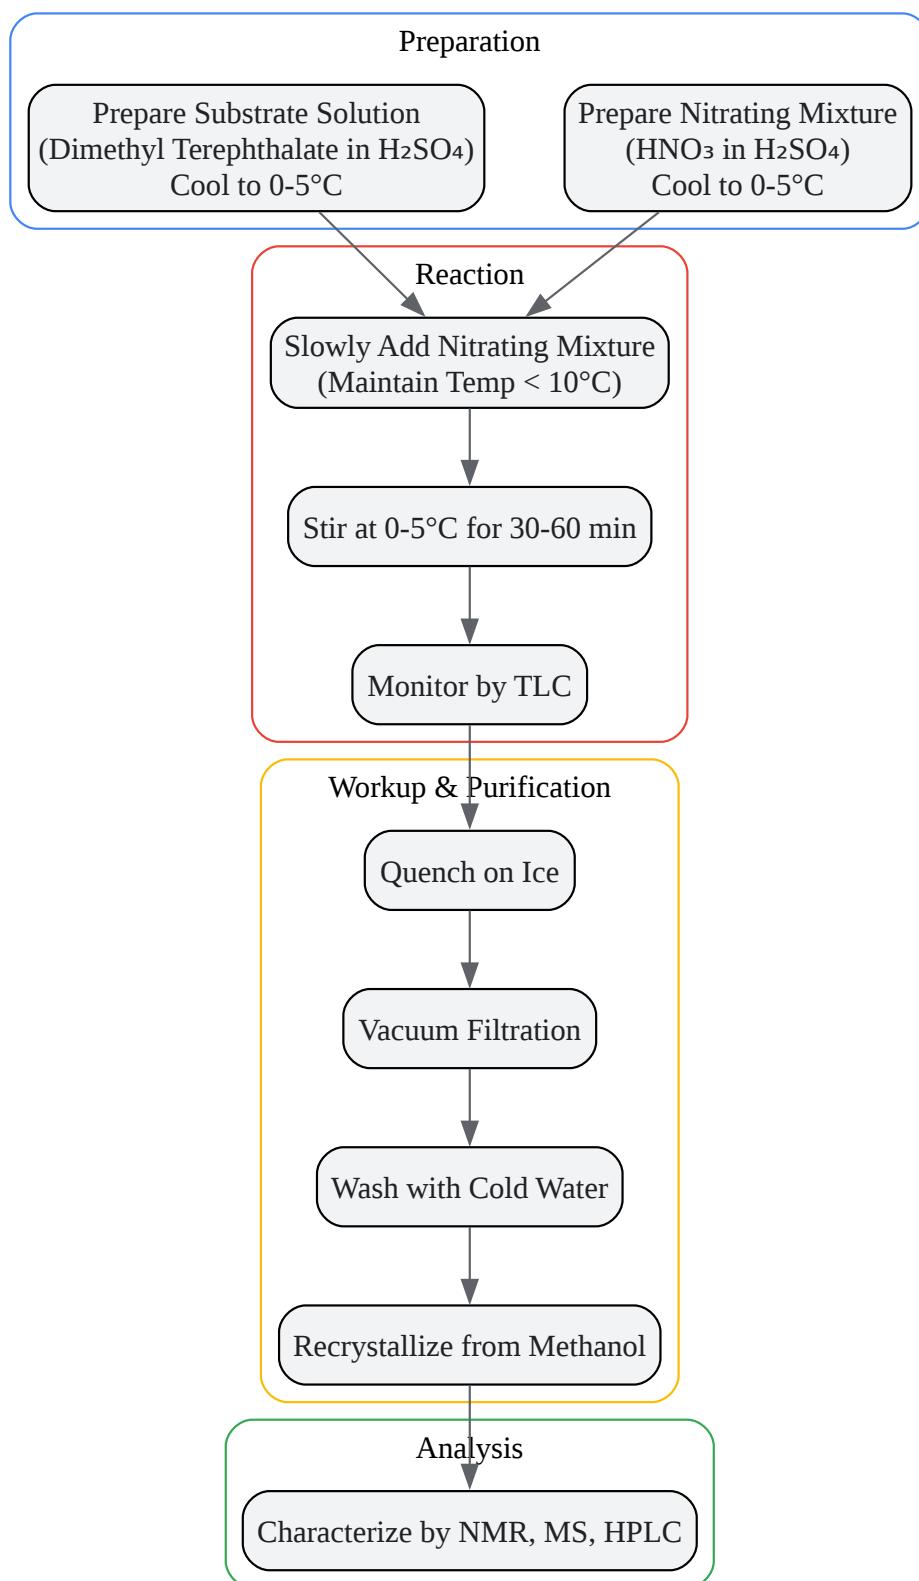 Preparation
Prepare Substrate Solution
(Dimethyl Terephthalate in H₂SO₄)
Cool to 0-5°C
Prepare Nitrating Mixture
(HNO₃ in H₂SO₄)
Cool to 0-5°C
Reaction
Slowly Add Nitrating Mixture
(Maintain Temp < 10°C)
Stir at 0-5°C for 30-60 min
Monitor by TLC
Workup & Purification
Quench on Ice
Vacuum Filtration
Wash with Cold Water
Recrystallize from Methanol
Analysis
Characterize by NMR, MS, HPLC